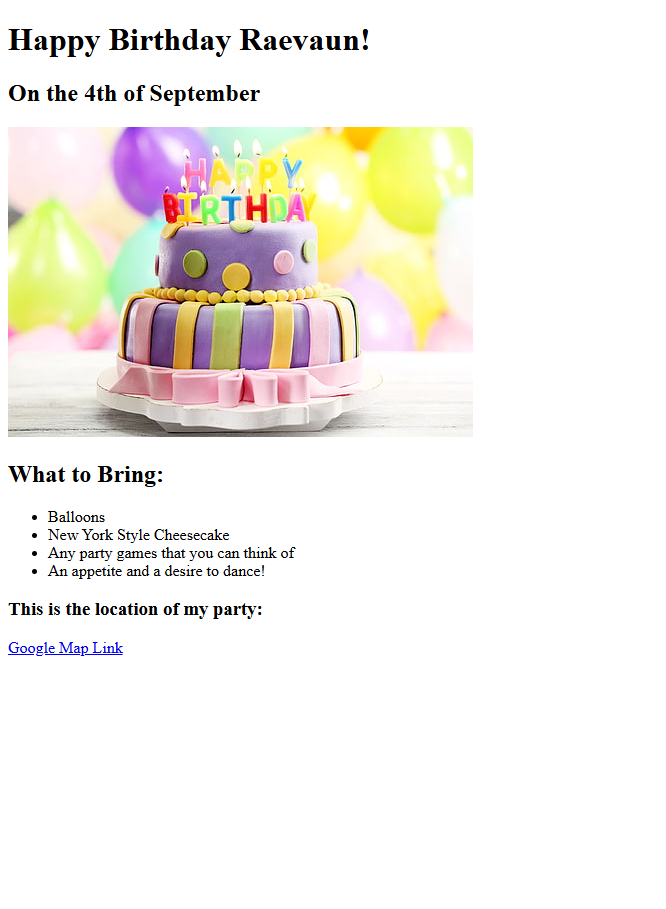 Happy Birthday Raevaun!
On the 4th of September
HAPPY
BIRTHDAY
What to Bring:
Balloons
New York Style Cheesecake
Any party games that you can think of
An appetite and a desire to dance!
This is the location of my party:
Google Map Link